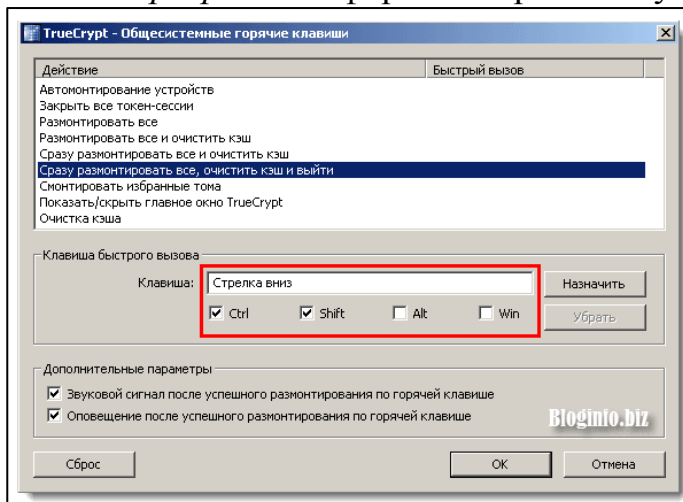 TrueCrypt - Общесистемные горячие клавиши
Действие Быстрый вызов
Автомонтирование устройств
Закрыть все токен-сессии
Размонтировать все
Размонтировать все и очистить кэш
Сразу размонтировать все и очистить кэш
Сразу размонтировать все, очистить кэш и выйти
Смонтировать избранные тома
Показать/скрыть главное окно TrueCrypt
Очистка кэша
Клавиша быстрого вызова
Клавиша: Стрелка вниз Назначить
Ctrl Shift Alt Win Убрать
Дополнительные параметры
Звуковой сигнал после успешного размонтирования по горячей клавише
Оповещение после успешного размонтирования по горячей клавише
Bloginfo.biz
Сброс ОК Отмена